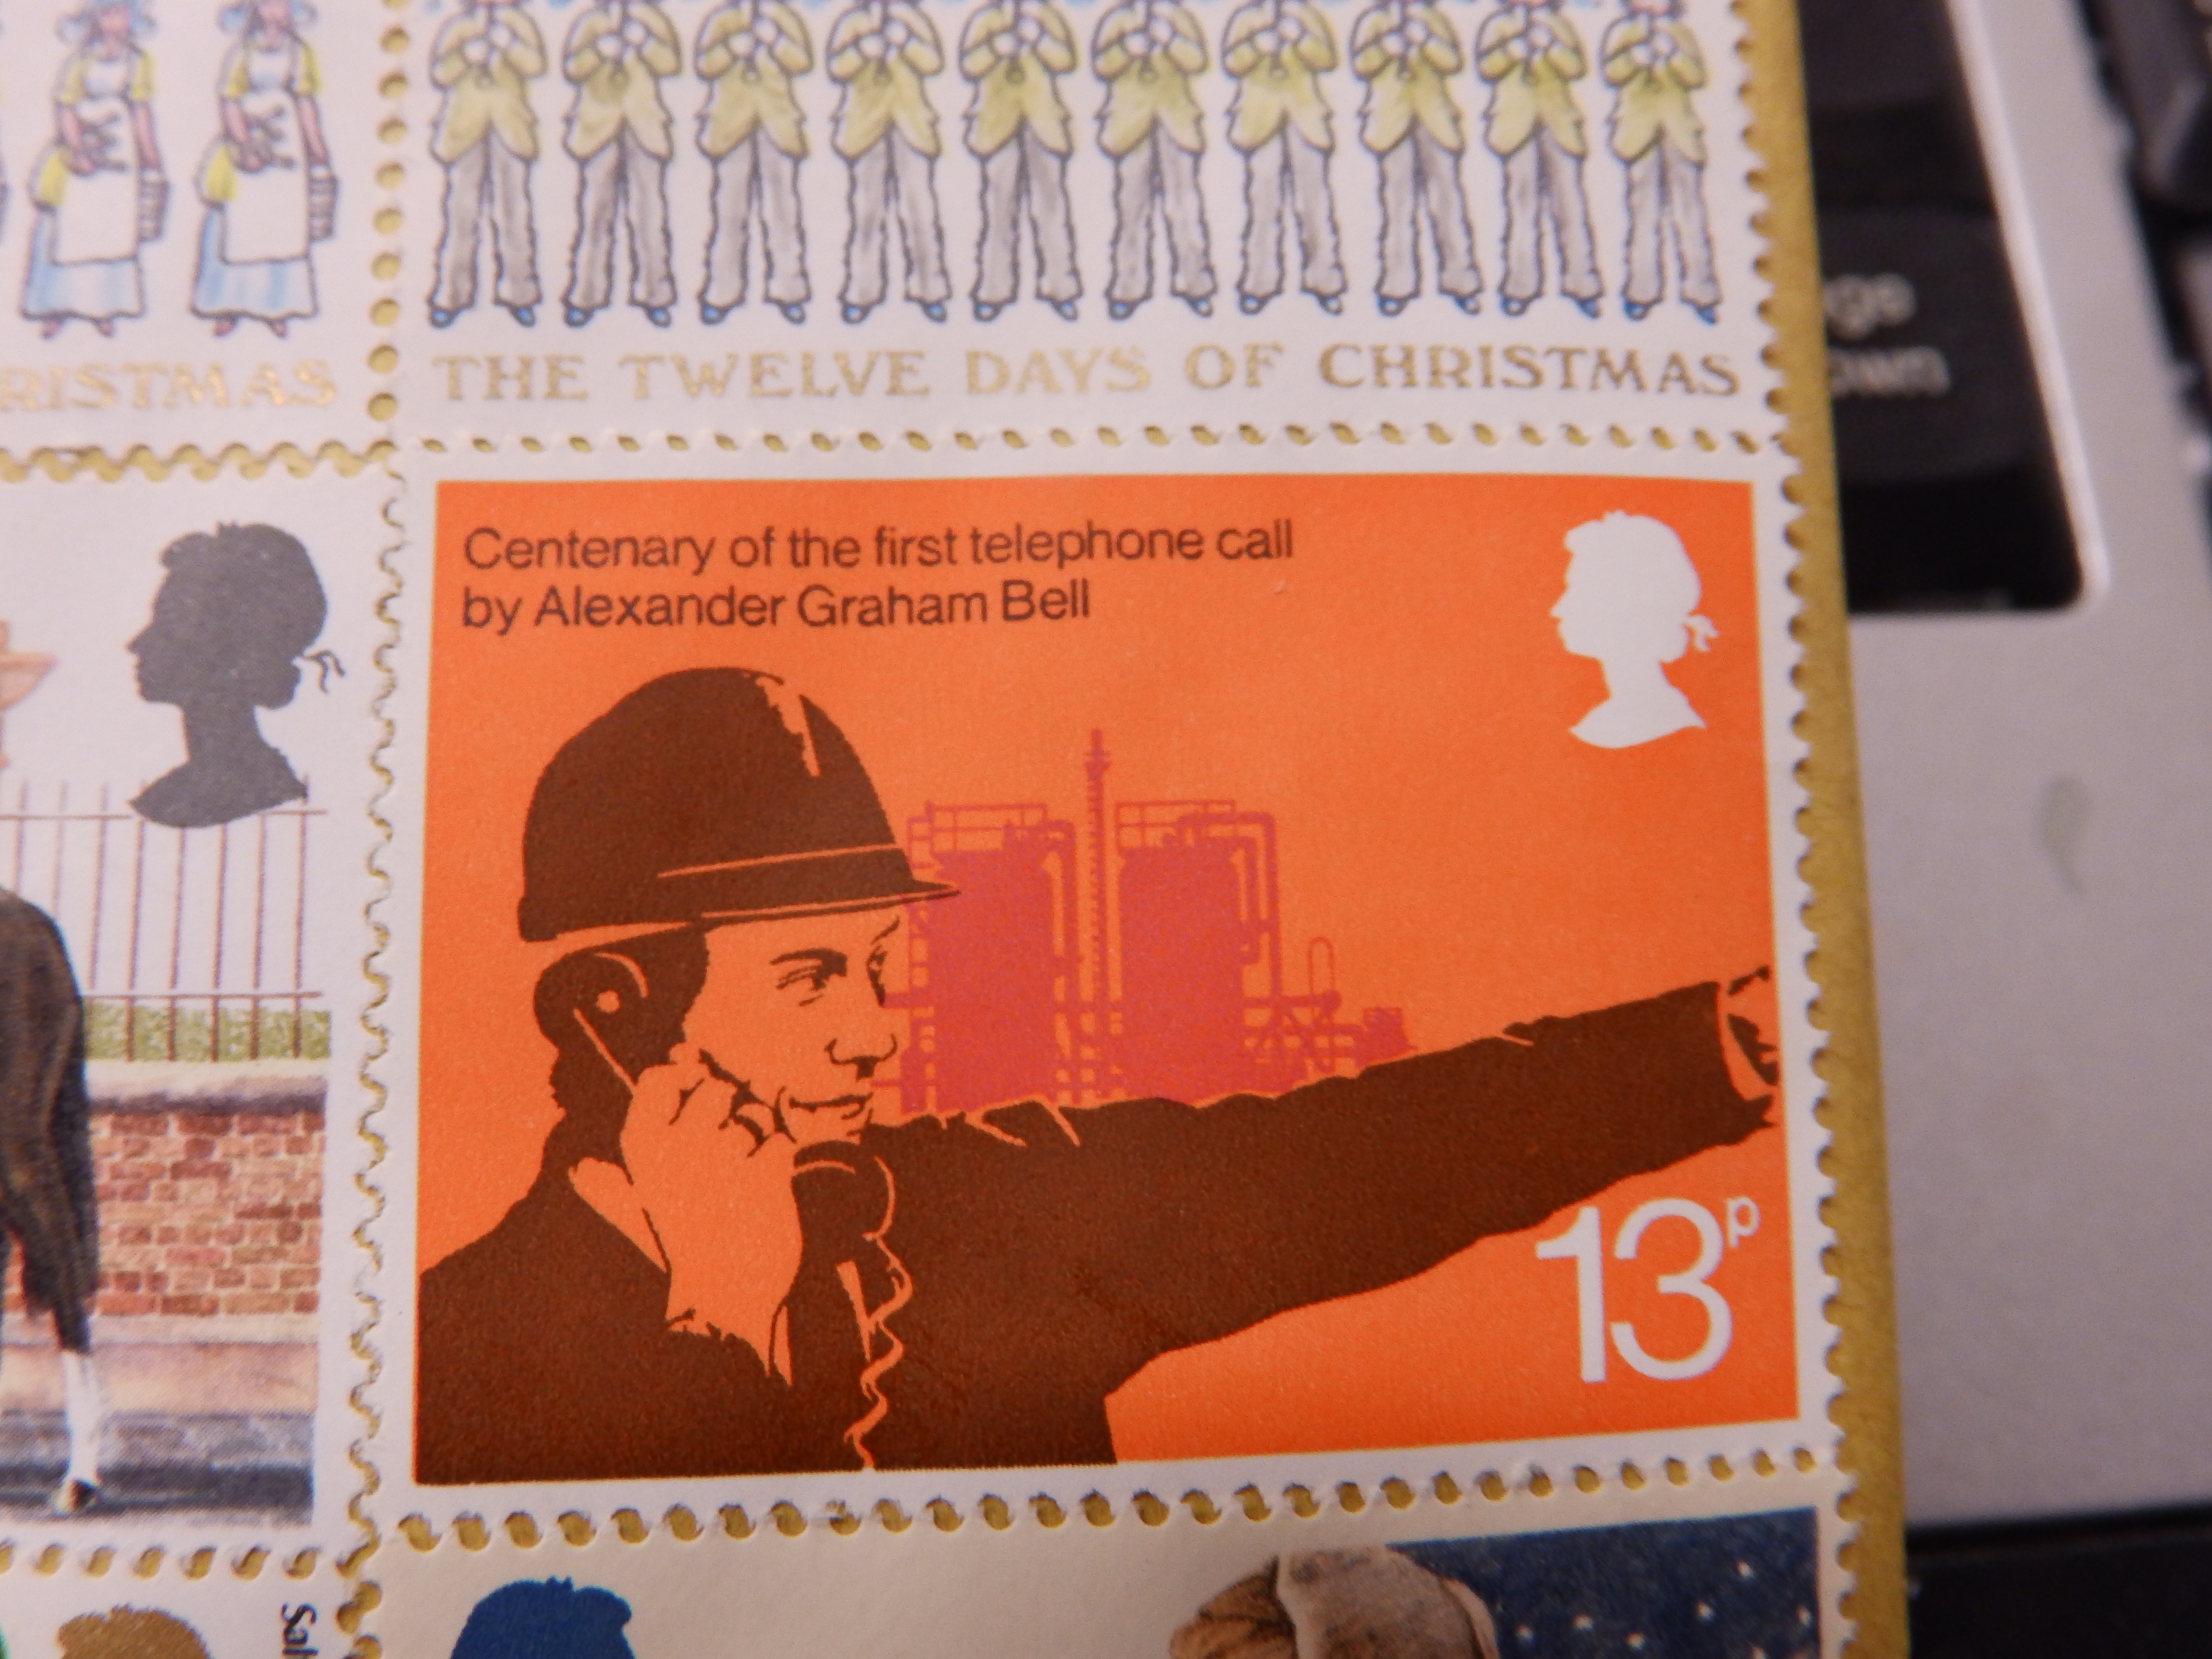 RISTMAS
THE TWELVE DAYS OF CHRISTMAS
Centenary of the first telephone call
by Alexander Graham Bell
13p